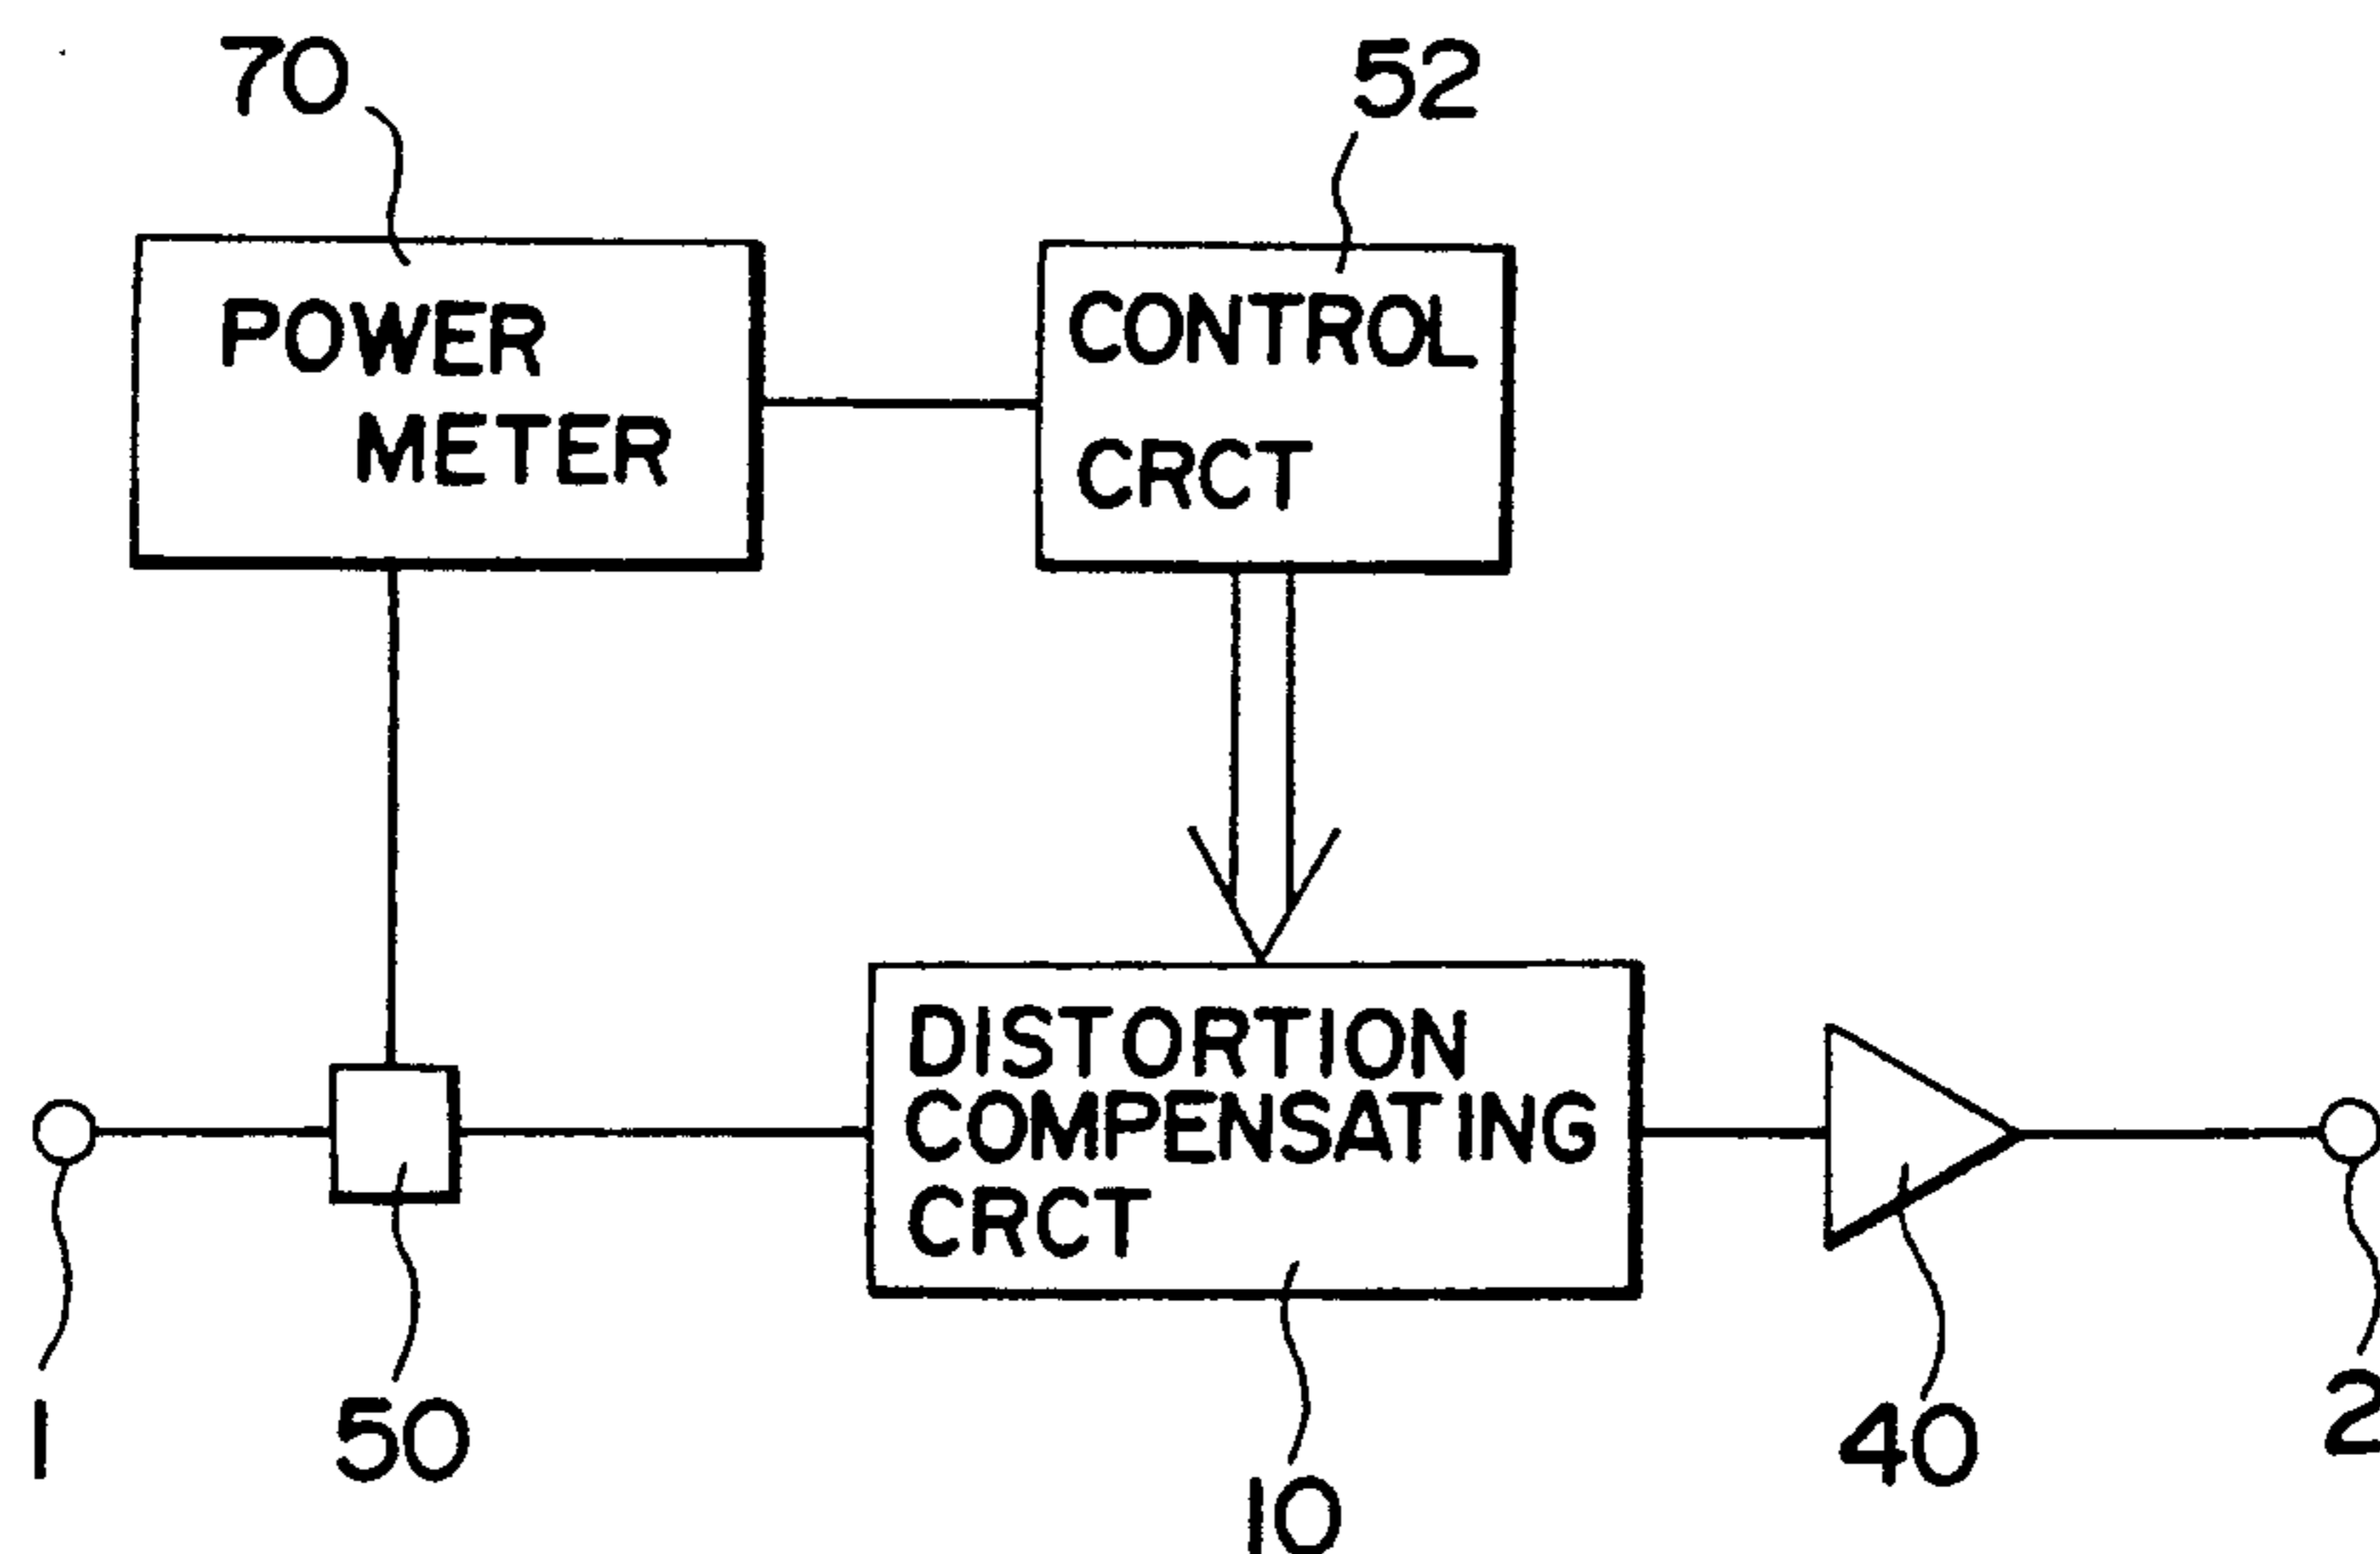 70
52
POWER
METER
CONTROL
CRCT
DISTORTION
COMPENSATING
CRCT
1
50
10
40
2